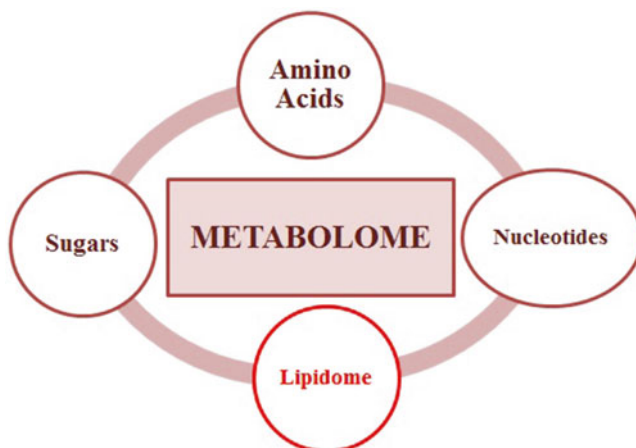 Amino
Acids
Sugars
METABOLOME
Nucleotides
Lipidome